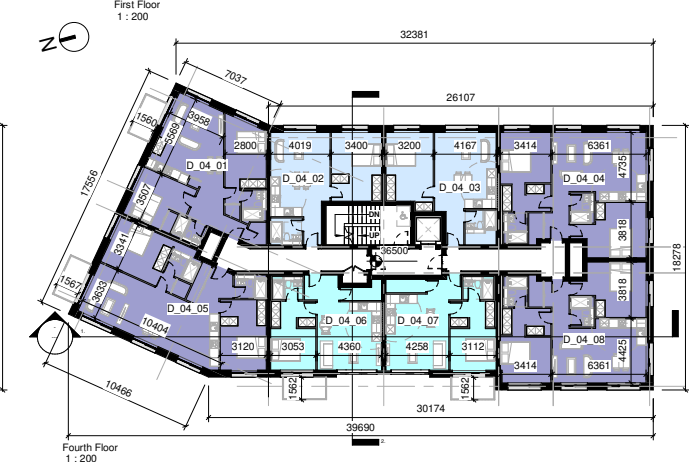 First Floor
1 : 200
N
32381
7037
26107
1560
3958
5569
2800
4019
3400
3200
4167
3414
6361
4735
D_04_01
D_04_02
D_04_03
D_04_04
17556
3507
DN
UP
3341
36500
3818
18278
1567
3633
D_04_05
10404
3120
D_04_06
D_04_07
3818
D_04_08
4425
3053
4360
4258
3112
3414
6361
1562
1562
10466
30174
39690
2.
Fourth Floor
1 : 200